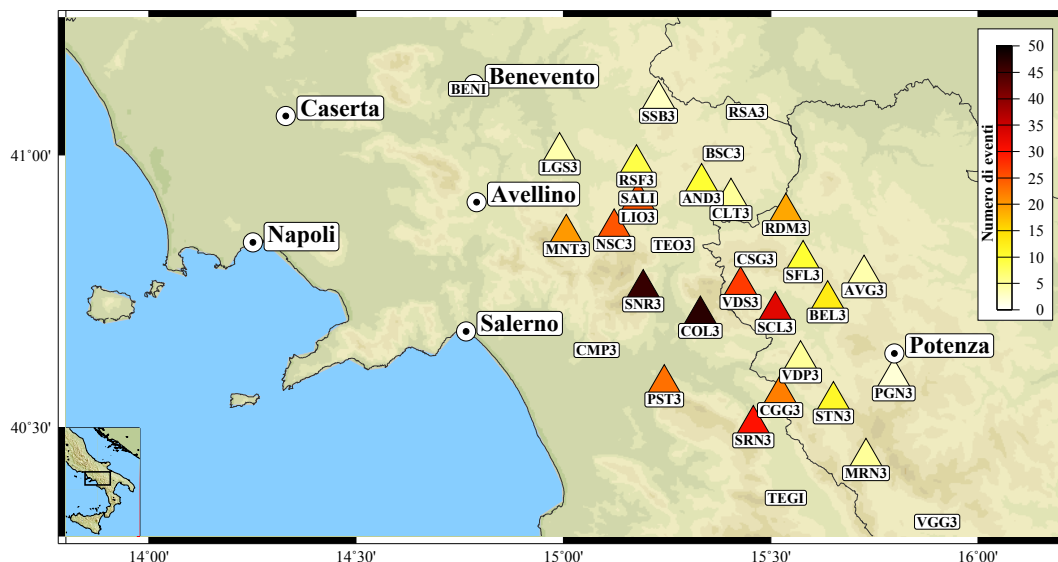 50
45
40
35
30
25
20
15
10
5
0
Numero di eventi
Benevento
BENI
Caserta
SSB3
RSA3
41°00'
LGS3
BSC3
RSF3
Avellino
SALI
AND3
CLT3
LIO3
RDM3
Napoli
MNT3
NSC3
TEO3
CSG3
SFL3
AVG3
SNR3
VDS3
BEL3
Salerno
COL3
SCL3
CMP3
Potenza
VDP3
PGN3
PST3
CGG3
STN3
40°30'
SRN3
MRN3
TEGI
VGG3
14°00'
14°30'
15°00'
15°30'
16°00'